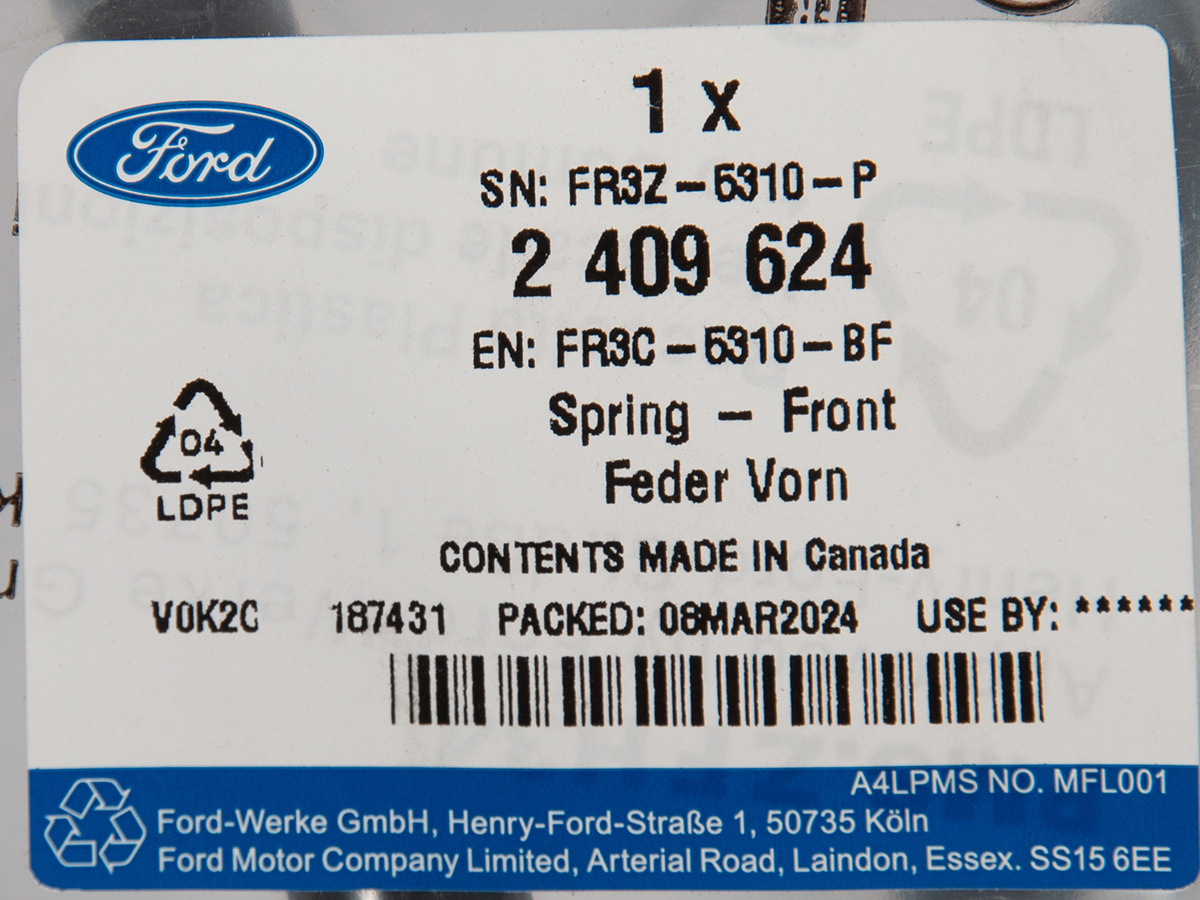 Ford
1 x
SN: FR3Z-5310-P
2 409 624
EN: FR3C-5310-BF
Spring - Front
Feder Vorn
04
LDPE
CONTENTS MADE IN Canada
V0K2C 187431 PACKED: 08MAR2024 USE BY: ******
A4LPMS NO. MFL001
Ford-Werke GmbH, Henry-Ford-Straße 1, 50735 Köln
Ford Motor Company Limited, Arterial Road, Laindon, Essex. SS15 6EE